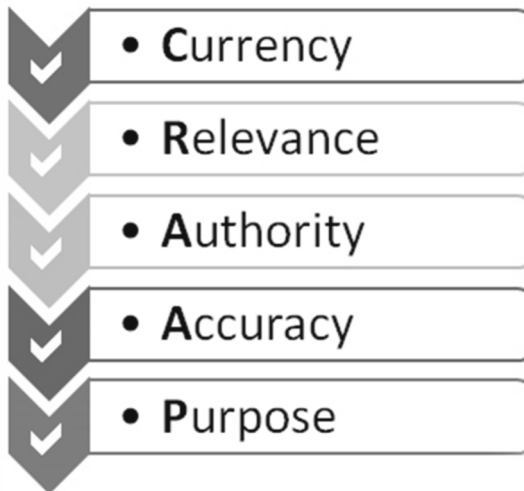 • Currency
• Relevance
• Authority
• Accuracy
• Purpose